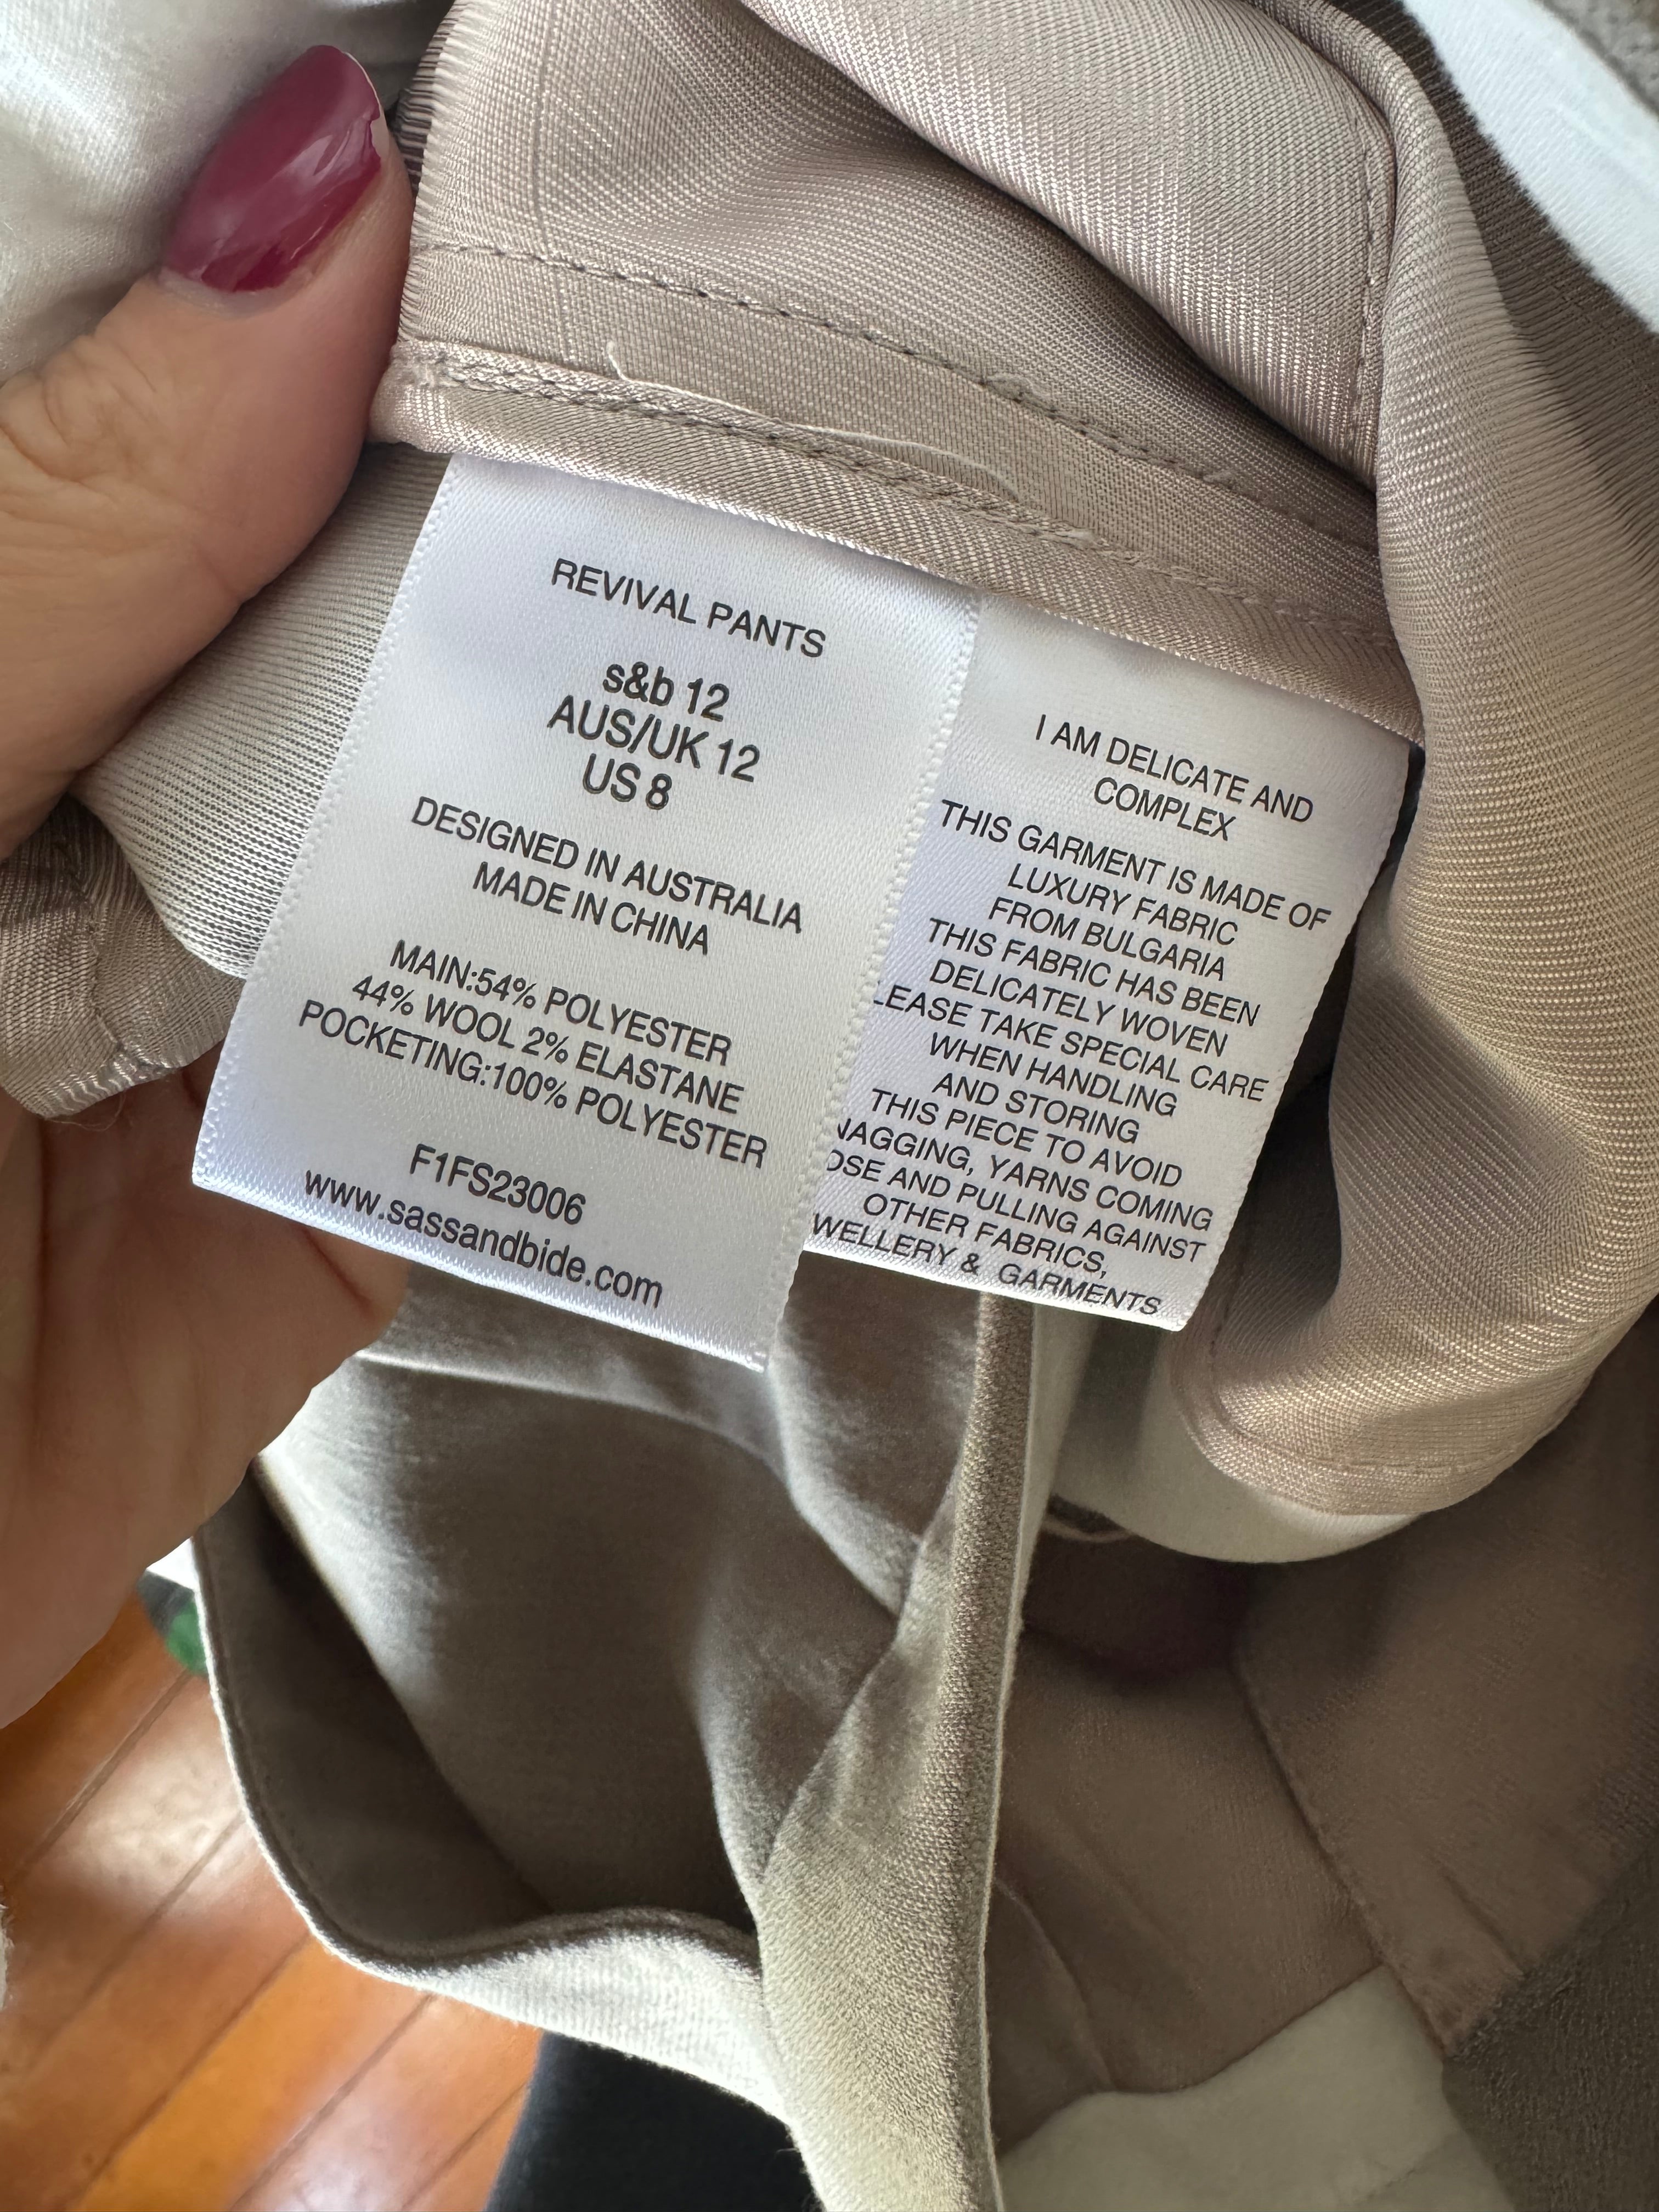 REVIVAL PANTS
s&b 12
AUS/UK 12
US 8
DESIGNED IN AUSTRALIA
MADE IN CHINA
MAIN:54% POLYESTER
44% WOOL 2% ELASTANE
POCKETING:100% POLYESTER
F1FS23006
www.sassandbide.com
I AM DELICATE AND
COMPLEX
THIS GARMENT IS MADE OF
LUXURY FABRIC
FROM BULGARIA
THIS FABRIC HAS BEEN
DELICATELY WOVEN
LEASE TAKE SPECIAL CARE
WHEN HANDLING
AND STORING
THIS PIECE TO AVOID
NAGGING, YARNS COMING
OSE AND PULLING AGAINST
OTHER FABRICS,
WELLERY & GARMENTS